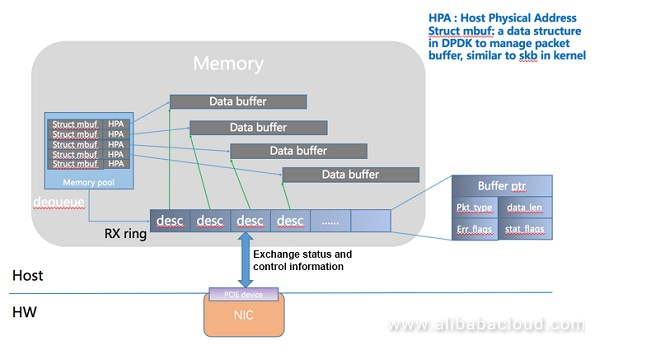 HPA : Host Physical Address
Struct mbuf: a data structure
in DPDK to manage packet
buffer, similar to skb in kernel
Memory
Data buffer
Data buffer
Data buffer
Data buffer
Struct mbuf HPA
Struct mbuf HPA
Struct mbuf HPA
Struct mbuf HPA
Struct mbuf HPA
Memory pool
dequeue
RX ring
desc desc desc desc ......
Buffer ptr
Pkt_type data_len
Err_flags stat_flags
Exchange status and
control information
Host
HW
PCIE device
NIC
www.alibabacloud.com